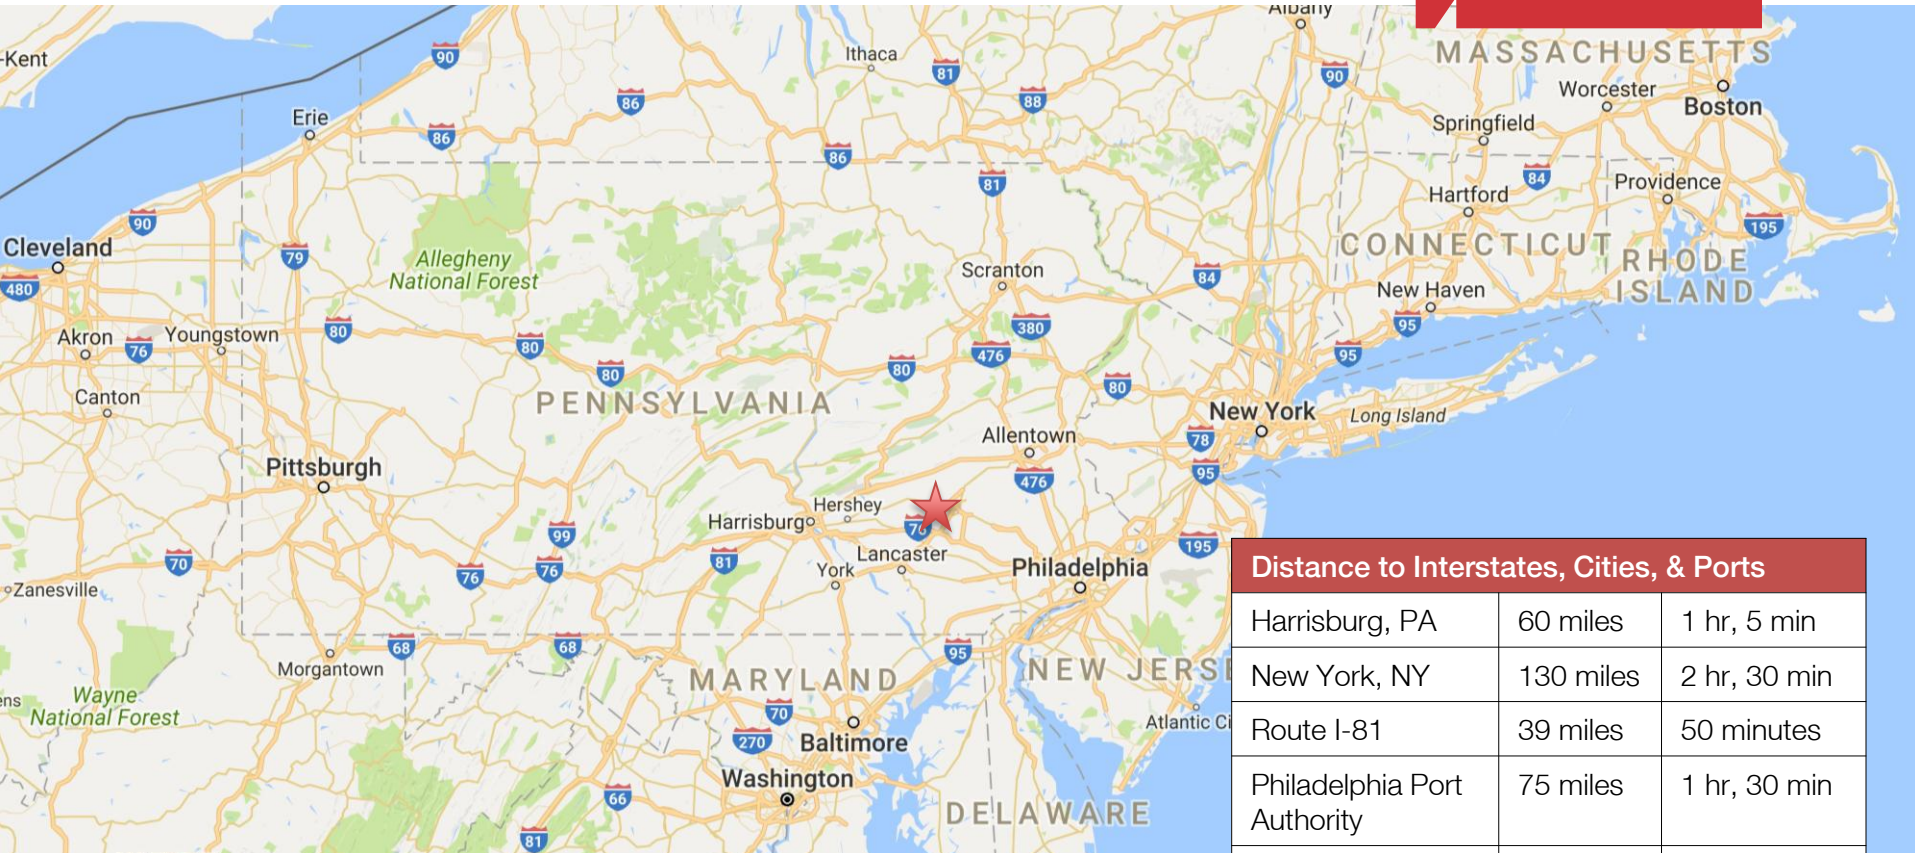 Albany
MASSACHUSETTS
-Kent
90
Ithaca
81
90
Worcester
Boston
86
88
Springfield
Erie
86
86
81
84
Providence
Hartford
195
90
Cleveland
79
Allegheny
National Forest
CONNECTICUT
RHODE
ISLAND
Scranton
84
480
New Haven
95
Akron
76
Youngstown
80
80
380
476
95
80
80
80
Canton
PENNSYLVANIA
New York
Long Island
Allentown
78
Pittsburgh
476
95
Hershey
Harrisburg
76
99
Lancaster
195
70
76
76
81
York
Philadelphia
Zanesville
68
68
95
Morgantown
MARYLAND
NEW JERSE
Wayne
National Forest
ens
70
Atlantic Ci
270
Baltimore
Washington
66
DELAWARE
81
Distance to Interstates, Cities, & Ports
Harrisburg, PA 60 miles 1 hr, 5 min
New York, NY 130 miles 2 hr, 30 min
Route I-81 39 miles 50 minutes
Philadelphia Port 75 miles 1 hr, 30 min
Authority